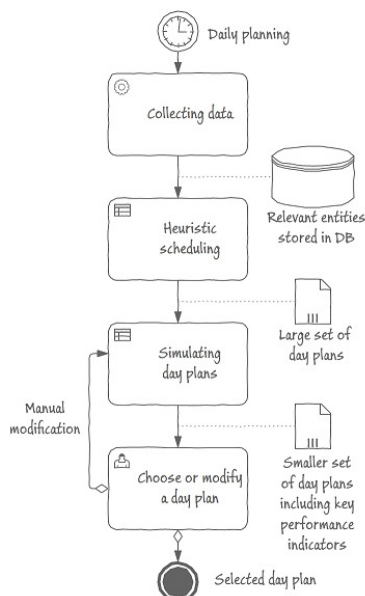 Daily planning
Collecting data
Relevant entities
stored in DB
Heuristic
scheduling
Large set of
day plans
Simulating
day plans
Manual
modification
Smaller set
of day plans
including key
performance
indicators
Choose or modify
a day plan
Selected day plan